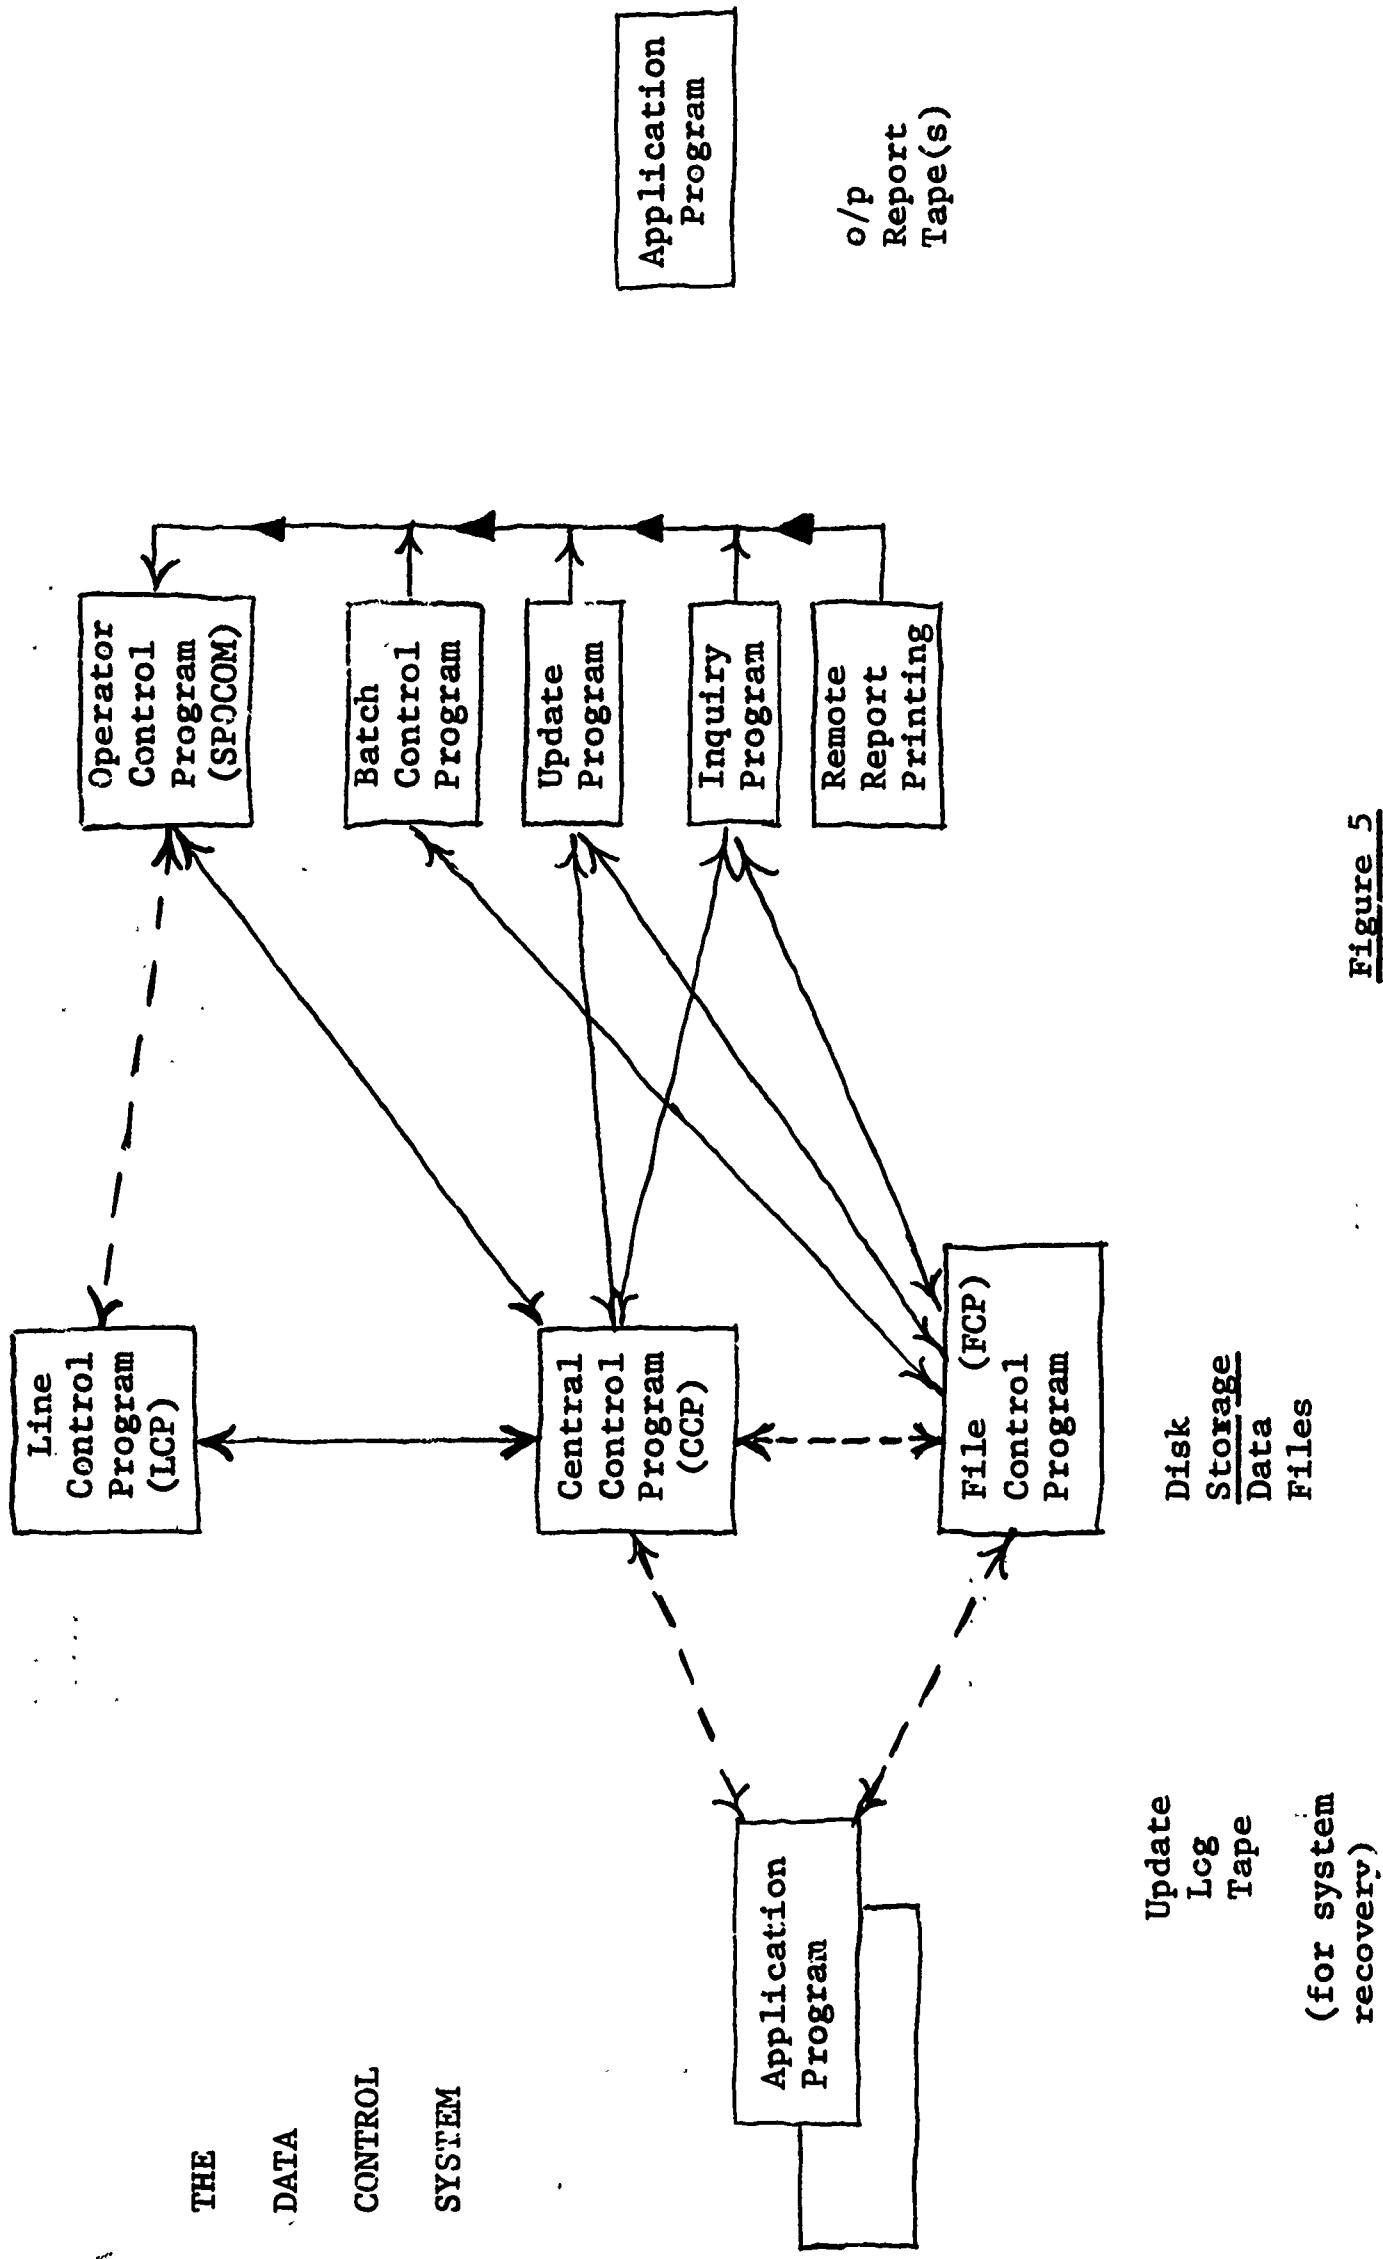 THE
DATA
CONTROL
SYSTEM
Line
Control
Program
(LCP)
Operator
Control
Program
(SPOCOM)
Batch
Control
Program
Central
Control
Program
(CCP)
Update
Program
Inquiry
Program
Application
Program
Application
Program
File (FCP)
Control
Program
Remote
Report
Printing
o/p
Report
Tape(s)
Update
Log
Tape
(for system
recovery)
Disk
Storage
Data
Files
Figure 5